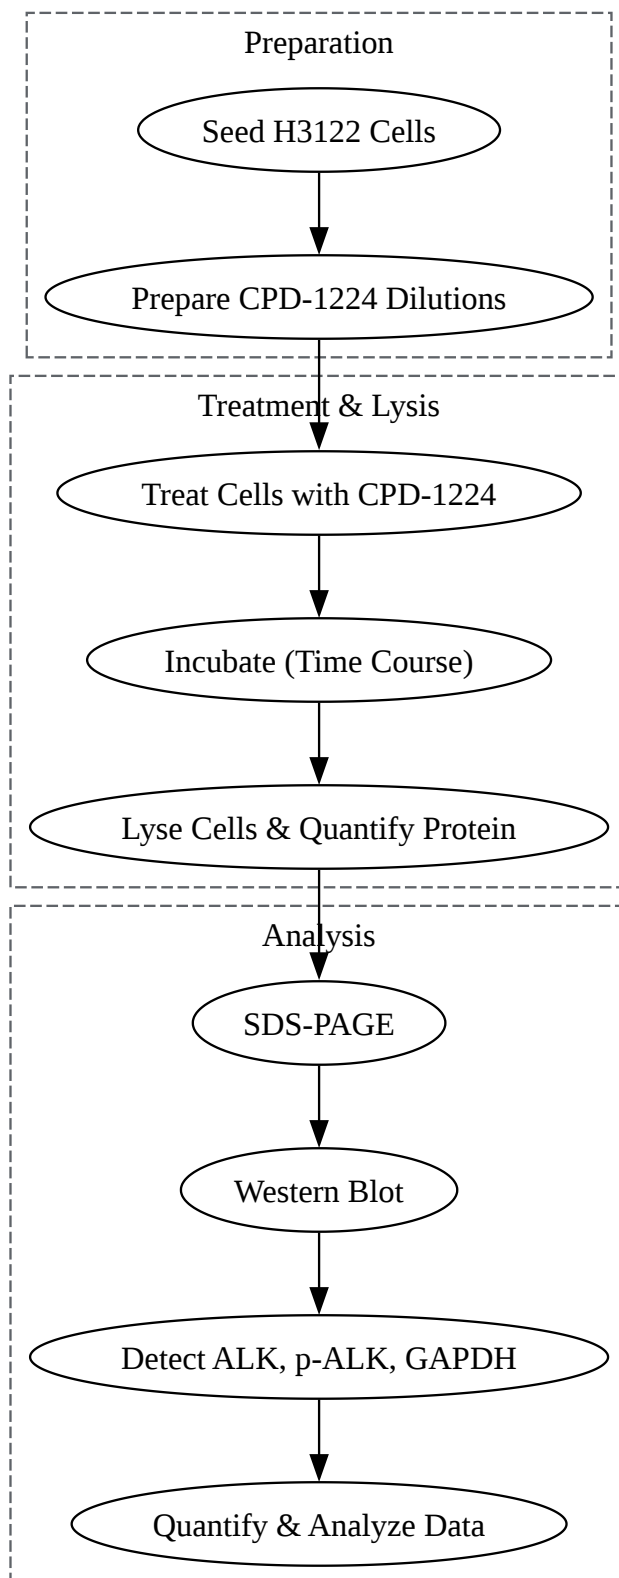 Preparation
Seed H3122 Cells
Prepare CPD-1224 Dilutions
Treatment & Lysis
Treat Cells with CPD-1224
Incubate (Time Course)
Lyse Cells & Quantify Protein
Analysis
SDS-PAGE
Western Blot
Detect ALK, p-ALK, GAPDH
Quantify & Analyze Data